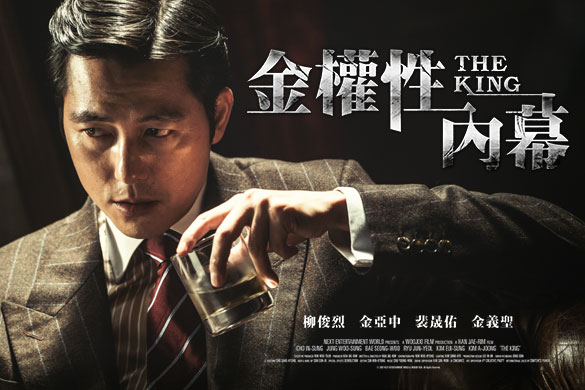 金權性
THE
KING
內幕
柳俊烈 金亞中 裴晟佑 金義聖
NEXT ENTERTAINMENT WORLD PRESENTS A WOOJOO FILM PRODUCTION A HAN JAE-RIM FILM
CHO IN-SUNG JUNG WOO-SUNG BAE SEONG-WOO RYU JUN-YEOL KIM EUI-SUNG KIM A-JOONG "THE KING"